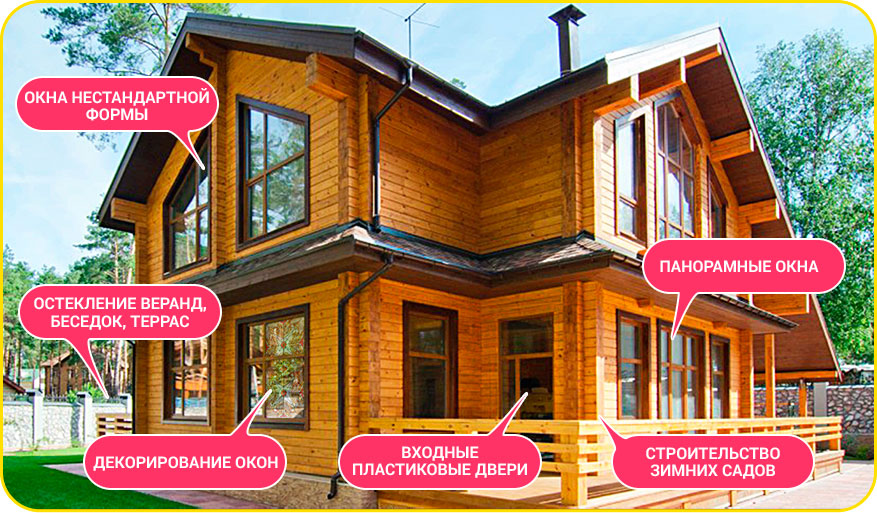 ОКНА НЕСТАНДАРТНОЙ
ФОРМЫ
ПАНОРАМНЫЕ ОКНА
ОСТЕКЛЕНИЕ ВЕРАНД,
БЕСЕДОК, ТЕРРАС
ДЕКОРИРОВАНИЕ ОКОН
ВХОДНЫЕ
ПЛАСТИКОВЫЕ ДВЕРИ
СТРОИТЕЛЬСТВО
ЗИМНИХ САДОВ